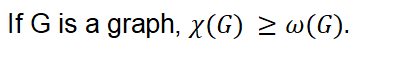 If G is a graph, χ(G) ≥ ω(G).